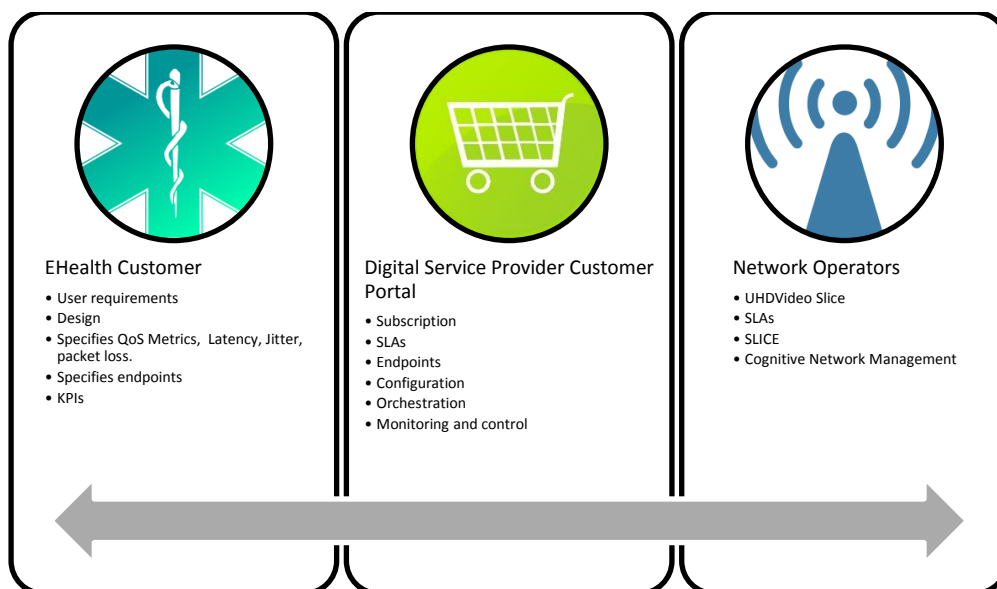 EHealth Customer
• User requirements
• Design
• Specifies QoS Metrics, Latency, Jitter,
packet loss.
• Specifies endpoints
• KPIs
Digital Service Provider Customer
Portal
• Subscription
• SLAs
• Endpoints
• Configuration
• Orchestration
• Monitoring and control
Network Operators
• UHDVideo Slice
• SLAs
• SLICE
• Cognitive Network Management